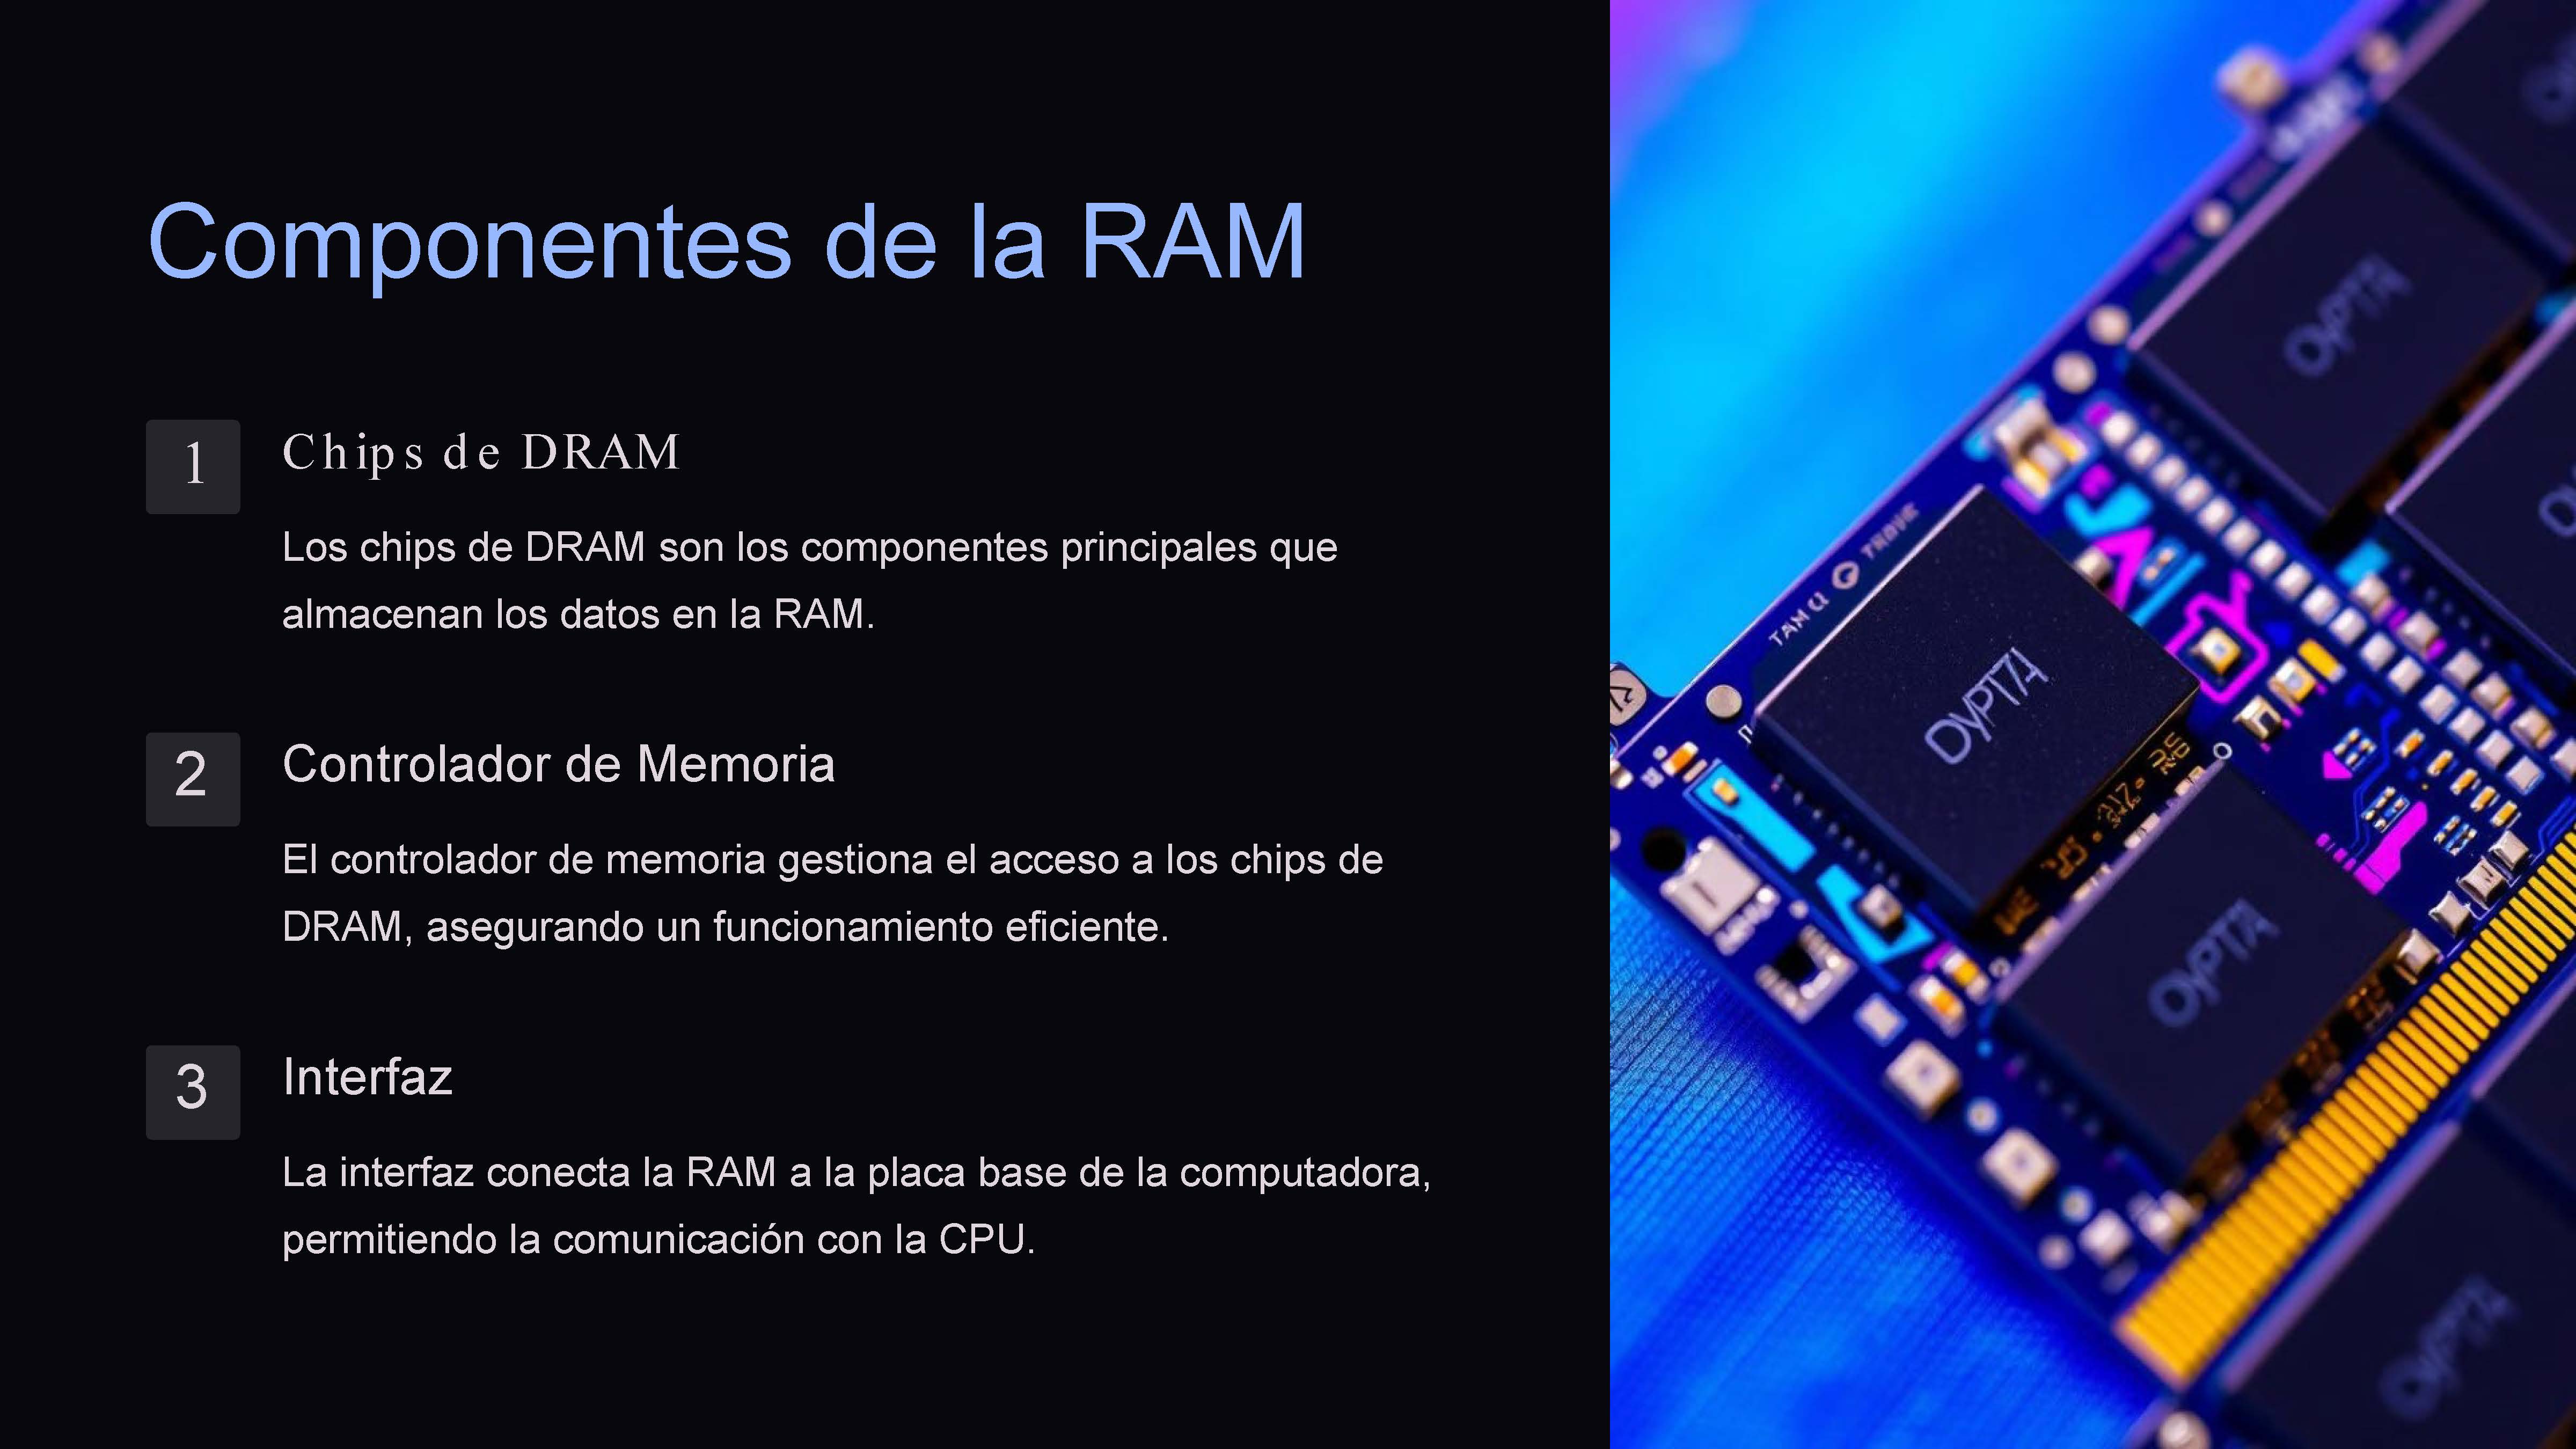 Componentes de la RAM
1
Chips de DRAM
Los chips de DRAM son los componentes principales que
almacenan los datos en la RAM.
2
Controlador de Memoria
El controlador de memoria gestiona el acceso a los chips de
DRAM, asegurando un funcionamiento eficiente.
3
Interfaz
La interfaz conecta la RAM a la placa base de la computadora,
permitiendo la comunicación con la CPU.